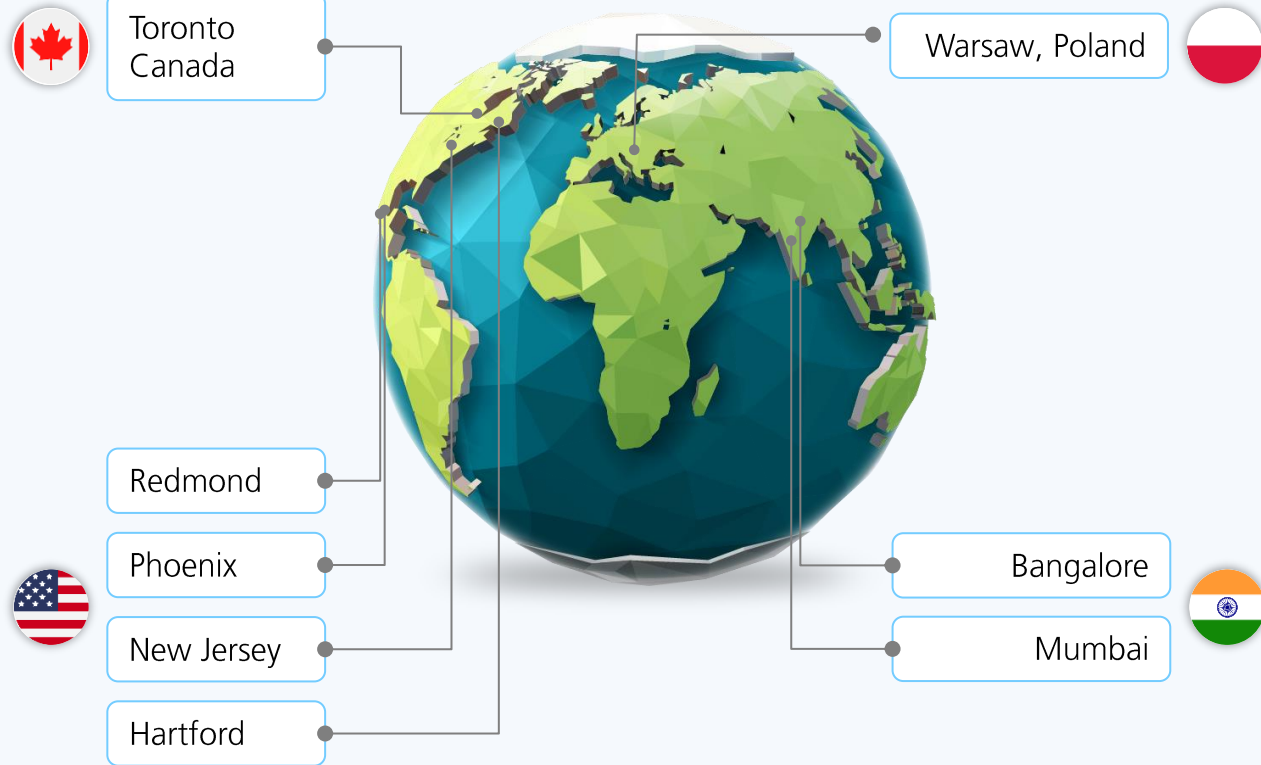 Toronto
Canada
Warsaw, Poland
Redmond
Phoenix
New Jersey
Hartford
Bangalore
Mumbai